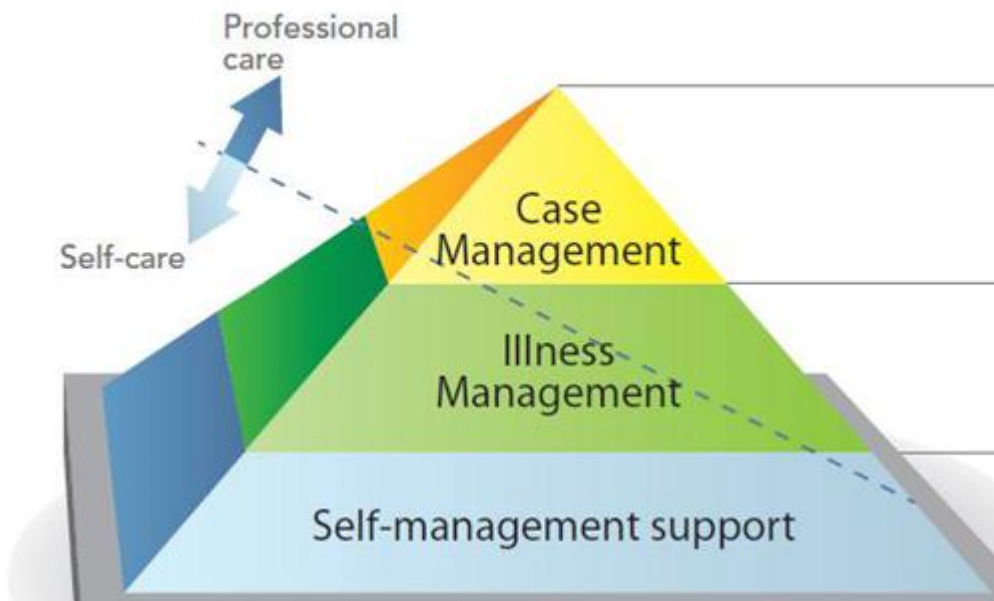 Professional
care
Self-care
Case
Management
Illness
Management
Self-management support